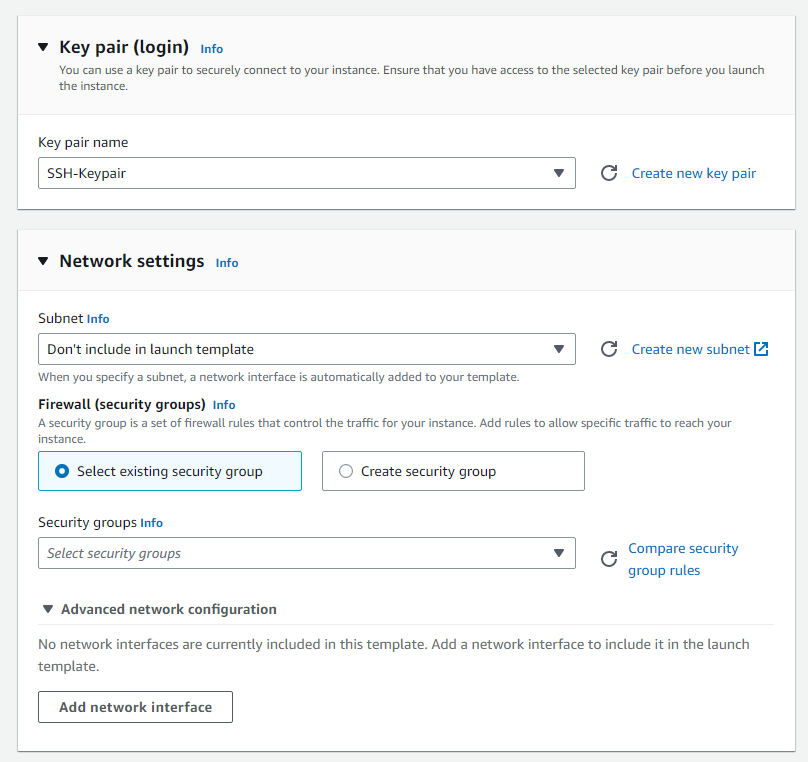 Key pair (login) Info
You can use a key pair to securely connect to your instance. Ensure that you have access to the selected key pair before you launch
the instance.
Key pair name
SSH-Keypair
Create new key pair
Network settings Info
Subnet Info
Don't include in launch template
Create new subnet
When you specify a subnet, a network interface is automatically added to your template.
Firewall (security groups) Info
A security group is a set of firewall rules that control the traffic for your instance. Add rules to allow specific traffic to reach your
instance.
Select existing security group
Create security group
Security groups Info
Select security groups
Compare security
group rules
Advanced network configuration
No network interfaces are currently included in this template. Add a network interface to include it in the launch
template.
Add network interface